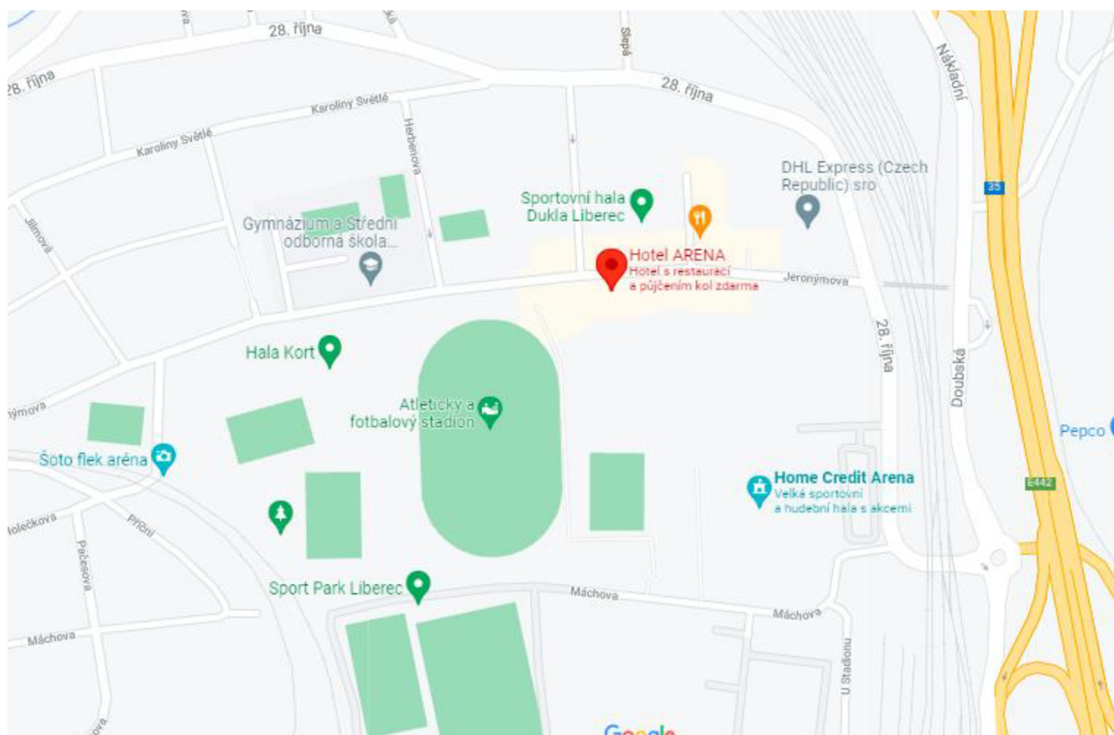 28. října
28. října
Slepá
Nákladní
Karoliny Světlé
28. října
Karoliny Světlé
Herbenova
35
DHL Express (Czech
Republic) sro
Sportovní hala
Dukla Liberec
Gymnázium a Střední
odborná škola...
Jílmová
Hotel ARENA
Hotel s restaurací
a půjčením kol zdarma
Jeronýmova
28. října
Hala Kort
Doubská
Atletický a
fotbalový stadion
Pepco
Šoto flek aréna
Home Credit Arena
Velká sportovní
a hudební hala s akcemi
E442
Příční
Pačesova
Sport Park Liberec
Máchova
Máchova
Máchova
U Stadionu
Google